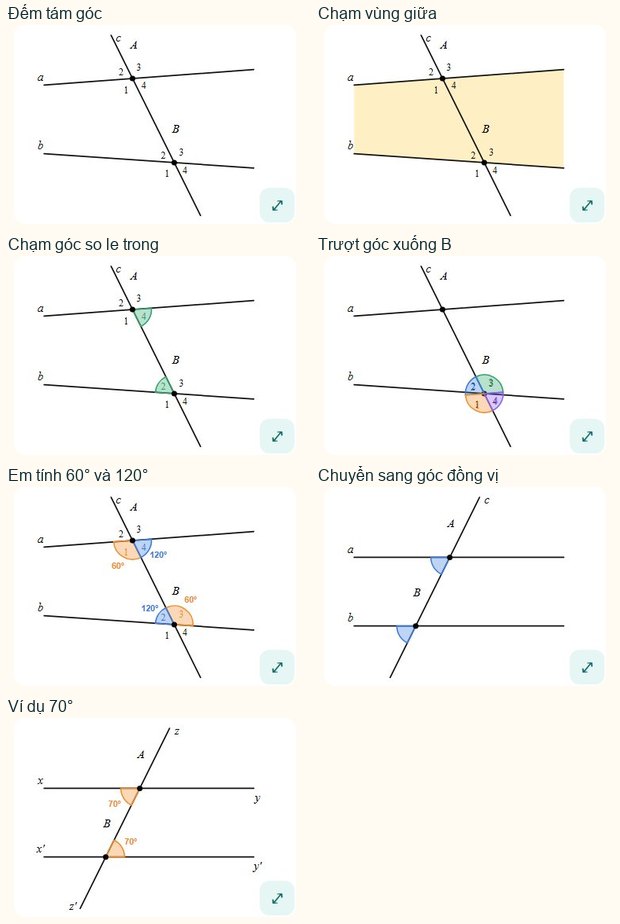 Đếm tám góc
c
A
2 3
a
1 4
B
b
2 3
1 4
Chạm vùng giữa
c
A
2 3
a
1 4
B
b
2 3
1 4
Chạm góc so le trong
c
A
2 3
a
1 4
B
b
2 3
1 4
Trượt góc xuống B
c
A
a
B
b
2 3
1 4
Em tính 60° và 120°
c
A
2 3
a
1 4 120°
60°
B
120° 60°
b
2 3
1 4
Chuyển sang góc đồng vị
c
A
a
B
b
Ví dụ 70°
z
A
x
70° y
B
70°
x'
y'
z'